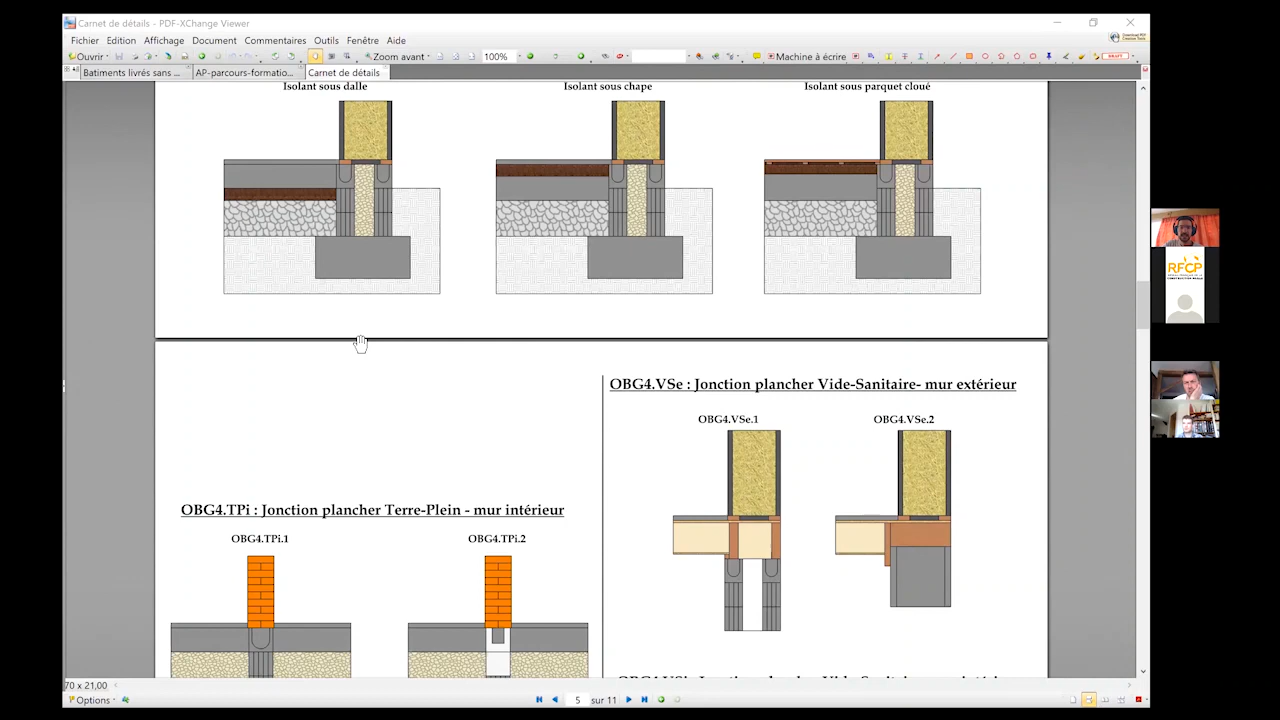 Carnet de détails - PDF-XChange Viewer
Fichier Edition Affichage Document Commentaires Outils Fenêtre Aide
Ouvrir Zoom avant 100% Machine à écrire
Batiments livrés sans ... AP-parcours-formatio... Carnet de détails
Isolant sous dalle Isolant sous chape Isolant sous parquet cloué
RFCP
OBG4.VSe : Jonction plancher Vide-Sanitaire- mur extérieur
OBG4.VSe.1 OBG4.VSe.2
OBG4.TPi : Jonction plancher Terre-Plein - mur intérieur
OBG4.TPi.1 OBG4.TPi.2
70 x 21,00
Options 5 sur 11